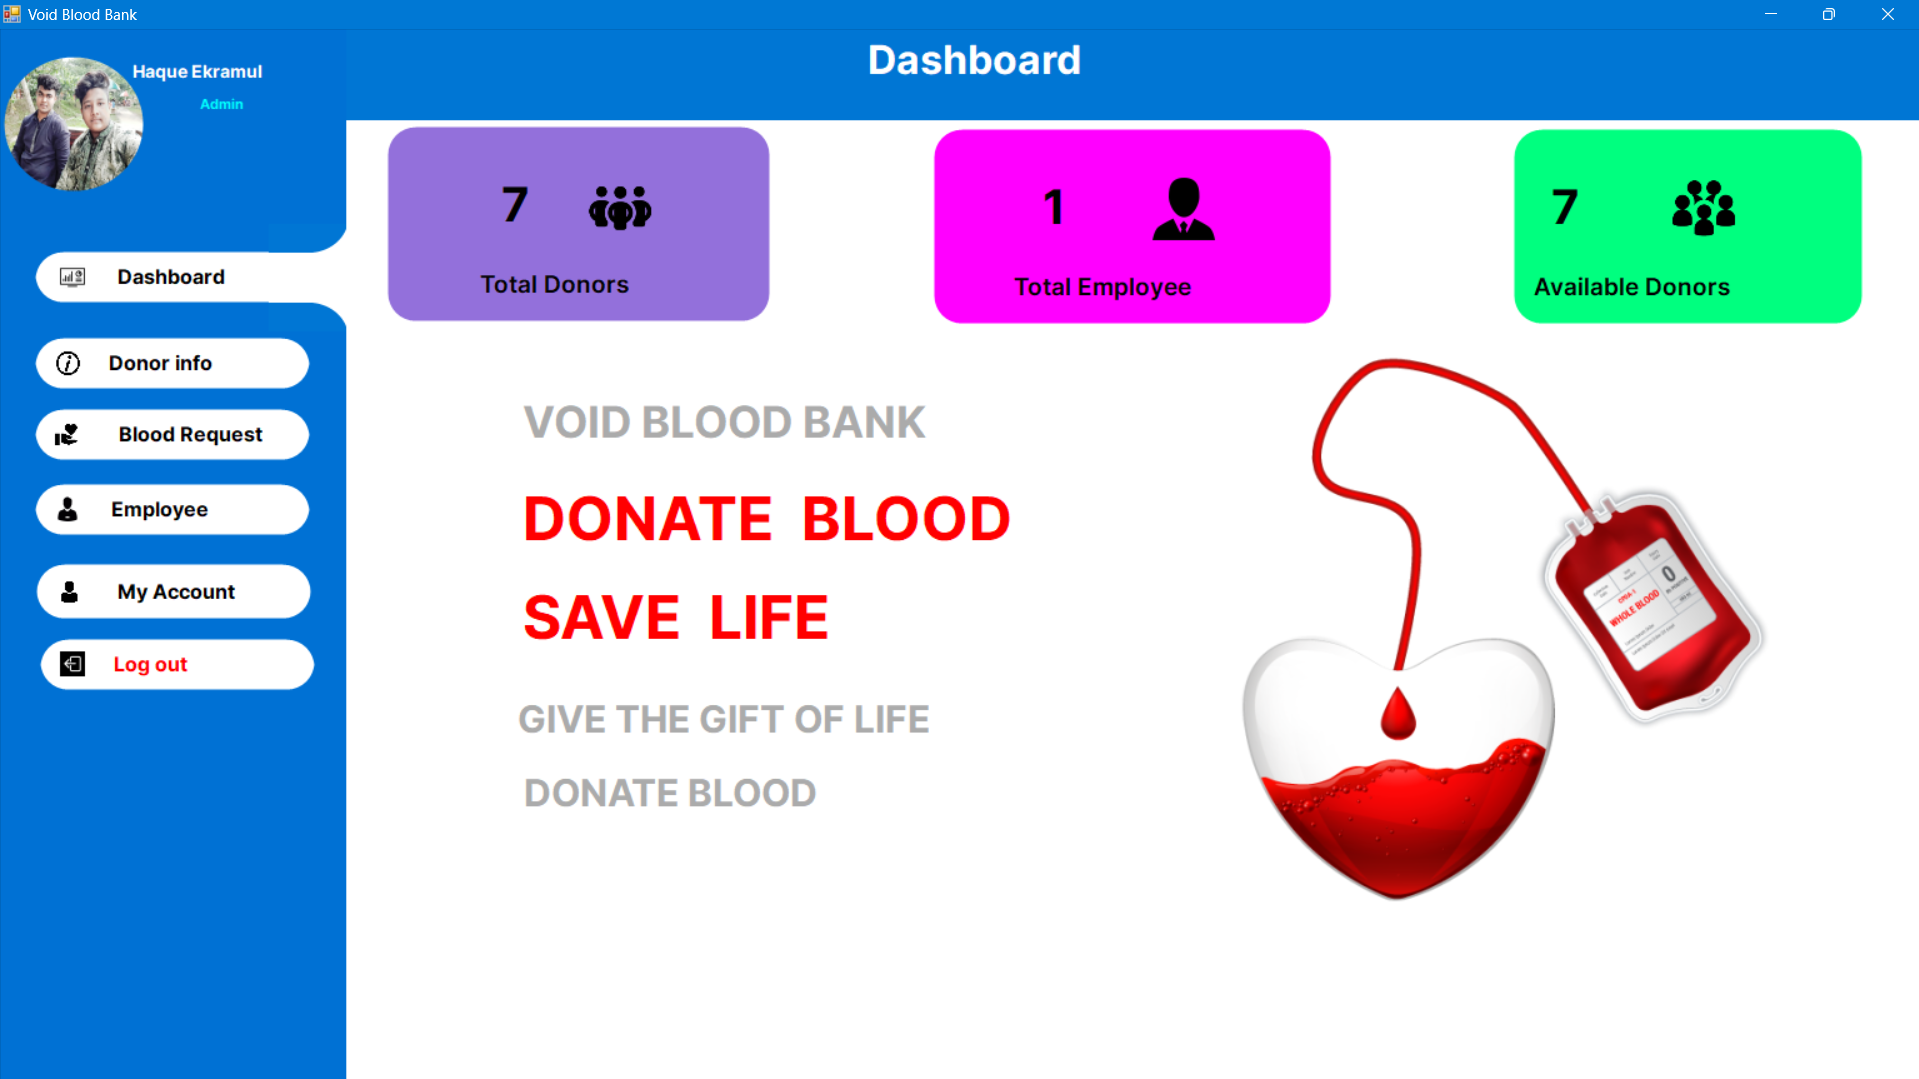 Void Blood Bank
Haque Ekramul
Admin
Dashboard
Donor info
Blood Request
Employee
My Account
Log out
Dashboard
7
Total Donors
1
Total Employee
7
Available Donors
VOID BLOOD BANK
DONATE BLOOD
SAVE LIFE
GIVE THE GIFT OF LIFE
DONATE BLOOD
CPDA-1
WHOLE BLOOD
O